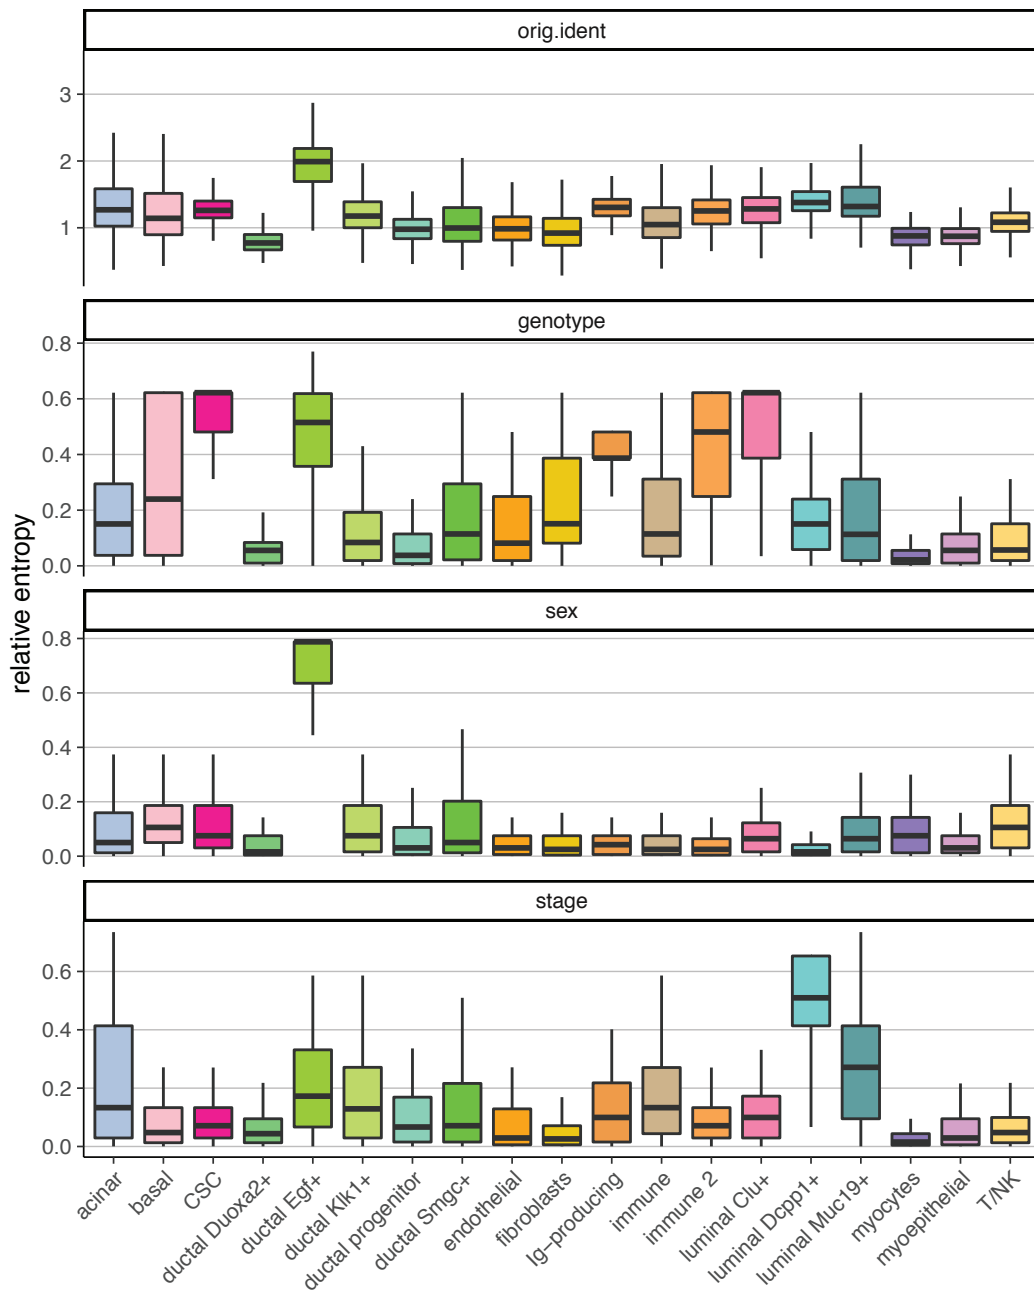 orig.ident
3
2
1
genotype
0.8
0.6
0.4
0.2
0.0
relative entropy
sex
0.8
0.6
0.4
0.2
0.0
stage
0.6
0.4
0.2
0.0
acinar
basal
CSC
ductal Duoxa2+
ductal Egf+
ductal Klk1+
ductal progenitor
ductal Smgc+
endothelial
fibroblasts
Ig−producing
immune
immune 2
luminal Clu+
luminal Dcpp1+
luminal Muc19+
myocytes
myoepithelial
T/NK